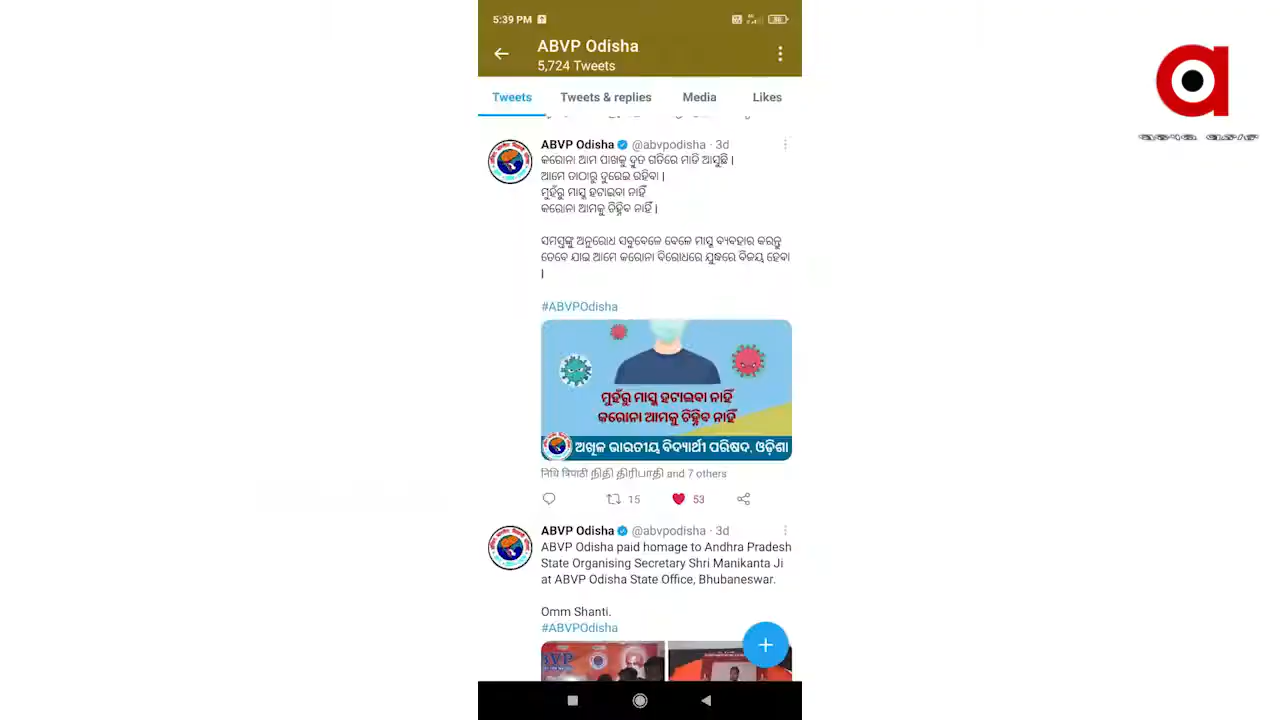 5:39 PM
ABVP Odisha
5,724 Tweets
Tweets Tweets & replies Media Likes
ABVP Odisha @abvpodisha · 3d
କରୋନା ଆମ ପାଖକୁ ଦ୍ରୁତ ଗତିରେ ମାଡି ଆସୁଛି |
ଆମେ ତାଠାରୁ ଦୁରେଇ ରହିବା |
ମୁହଁରୁ ମାସ୍କ ହଟାଇବା ନାହିଁ
କରୋନା ଆମକୁ ଚିହ୍ନିବ ନାହିଁ |
ସମସ୍ତଙ୍କୁ ଅନୁରୋଧ ସବୁବେଳେ ବେଳେ ମାସ୍କ ବ୍ୟବହାର କରନ୍ତୁ
ତେବେ ଯାଇ ଆମେ କରୋନା ବିରୋଧରେ ଯୁଦ୍ଧରେ ବିଜୟ ହେବା
|
#ABVPOdisha
ମୁହଁରୁ ମାସ୍କ ହଟାଇବା ନାହିଁ
କରୋନା ଆମକୁ ଚିହ୍ନିବ ନାହିଁ
ଅଖିଳ ଭାରତୀୟ ବିଦ୍ୟାର୍ଥୀ ପରିଷଦ, ଓଡ଼ିଶା
निधि त्रिपाठी நிதி திரிபாதி and 7 others
15 53
ABVP Odisha @abvpodisha · 3d
ABVP Odisha paid homage to Andhra Pradesh
State Organising Secretary Shri Manikanta Ji
at ABVP Odisha State Office, Bhubaneswar.
Omm Shanti.
#ABVPOdisha